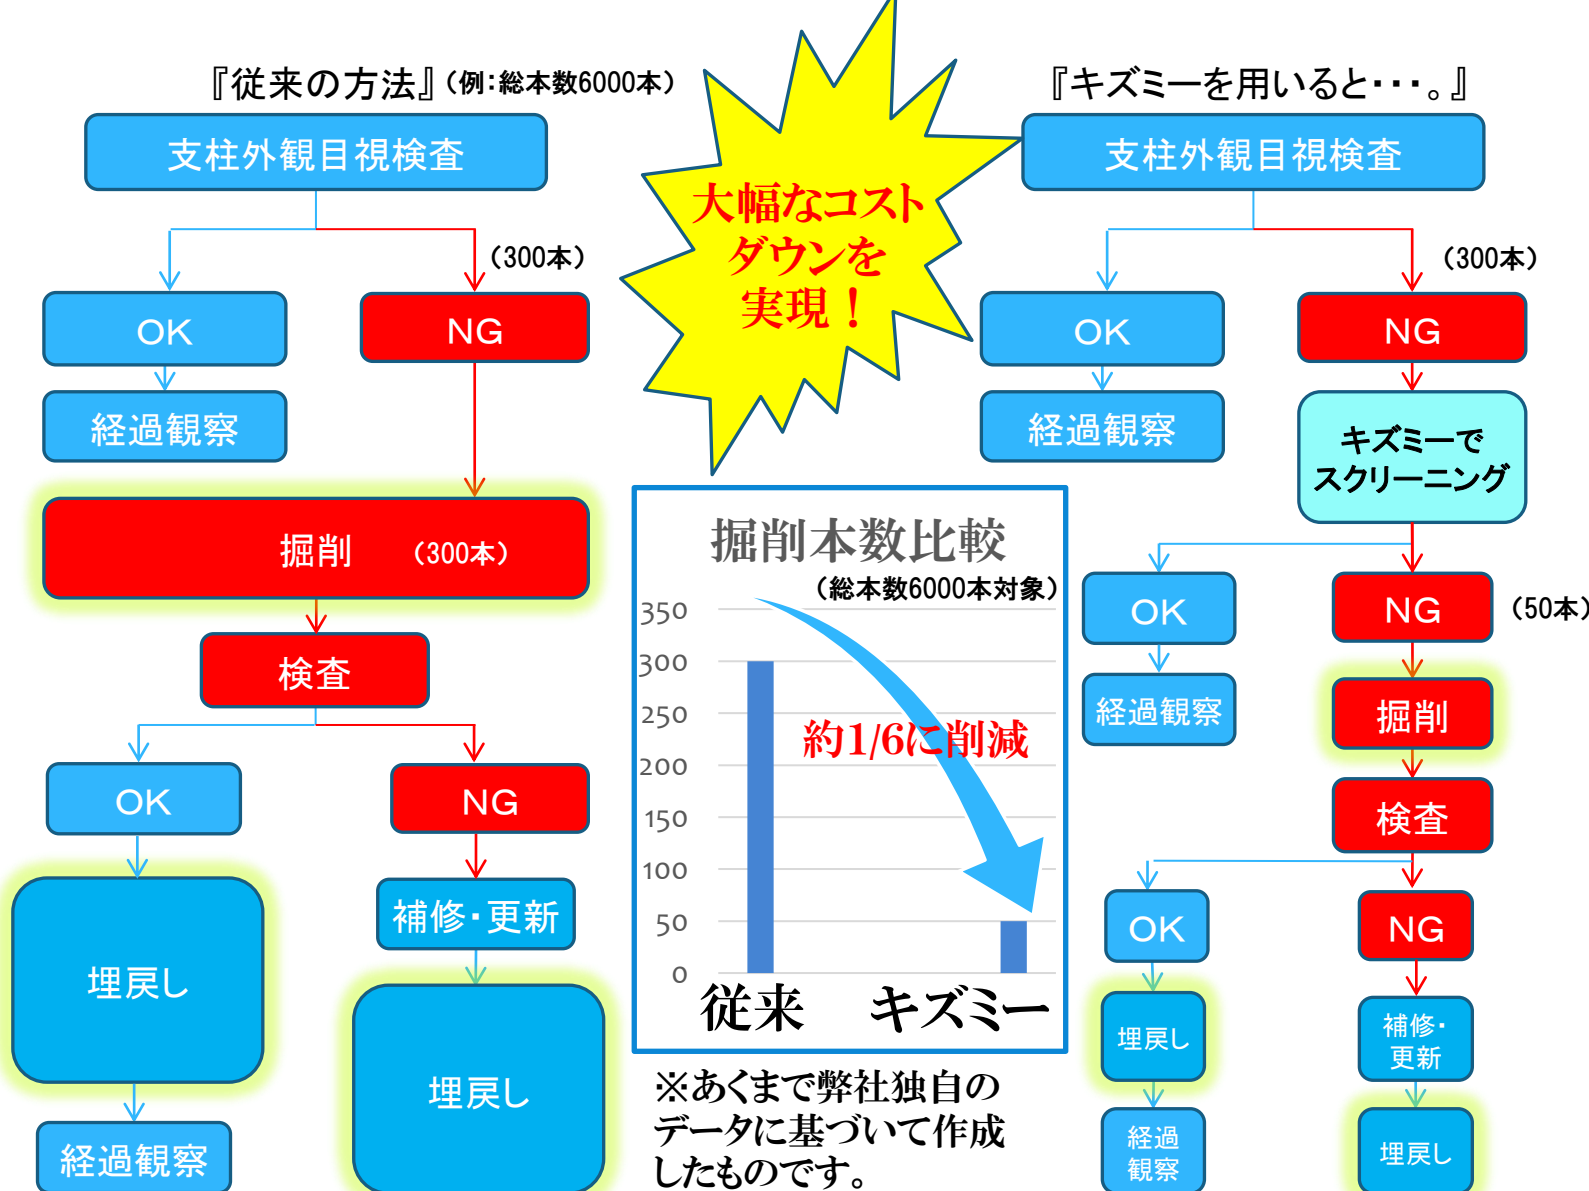 『従来の方法』（例：総本数6000本）
支柱外観目視検査
（300本）
OK
NG
経過観察
掘削　（300本）
検査
OK
NG
埋戻し
補修・更新
経過観察
埋戻し
大幅なコスト
ダウンを
実現！
掘削本数比較
（総本数6000本対象）
350
300
250
200
150
100
50
0
約1/6に削減
従来　キズミー
※あくまで弊社独自の
データに基づいて作成
したものです。
『キズミーを用いると・・・。』
支柱外観目視検査
（300本）
OK
NG
経過観察
キズミーで
スクリーニング
OK
NG
（50本）
経過観察
掘削
検査
OK
NG
埋戻し
補修・
更新
経過
観察
埋戻し